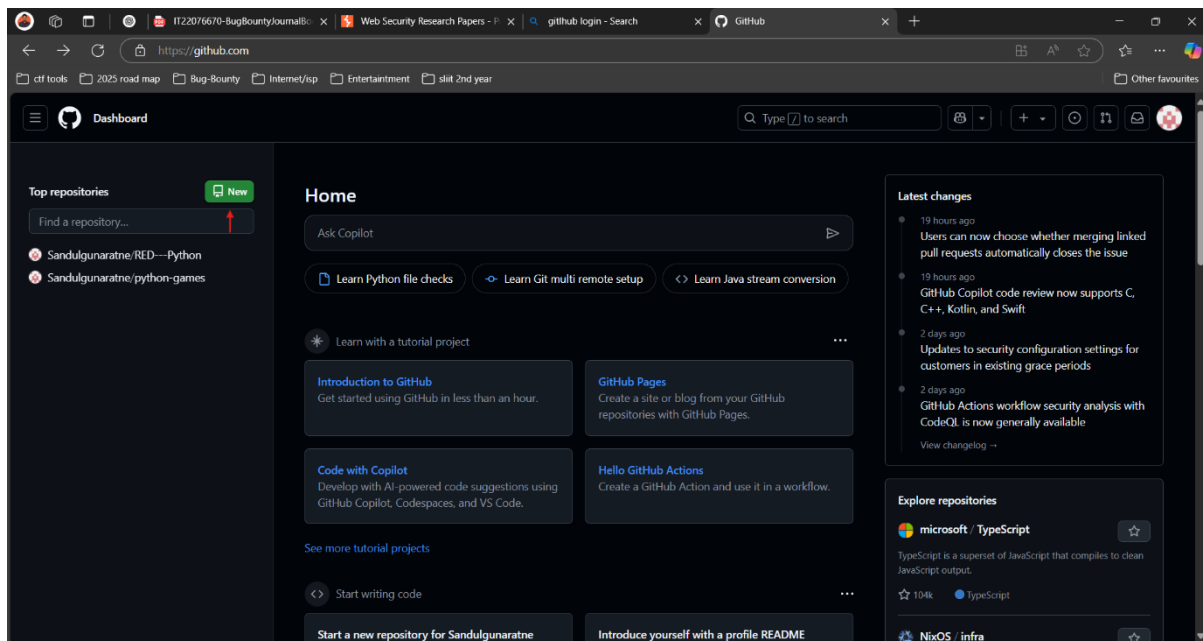 IT22076670-BugBountyJournalBo
Web Security Research Papers - P
gitlhub login - Search
GitHub
https://github.com
ctf tools
2025 road map
Bug-Bounty
Internet/isp
Entertaintment
sliit 2nd year
Other favourites
Dashboard
Type / to search
Top repositories
New
Find a repository...
Sandulgunaratne/RED---Python
Sandulgunaratne/python-games
Home
Ask Copilot
Learn Python file checks
Learn Git multi remote setup
Learn Java stream conversion
Learn with a tutorial project
Introduction to GitHub
Get started using GitHub in less than an hour.
GitHub Pages
Create a site or blog from your GitHub
repositories with GitHub Pages.
Code with Copilot
Develop with AI-powered code suggestions using
GitHub Copilot, Codespaces, and VS Code.
Hello GitHub Actions
Create a GitHub Action and use it in a workflow.
See more tutorial projects
Start writing code
Start a new repository for Sandulgunaratne
Introduce yourself with a profile README
Latest changes
19 hours ago
Users can now choose whether merging linked
pull requests automatically closes the issue
19 hours ago
GitHub Copilot code review now supports C,
C++, Kotlin, and Swift
2 days ago
Updates to security configuration settings for
customers in existing grace periods
2 days ago
GitHub Actions workflow security analysis with
CodeQL is now generally available
View changelog →
Explore repositories
microsoft / TypeScript
TypeScript is a superset of JavaScript that compiles to clean
JavaScript output.
104k
TypeScript
NixOS / infra